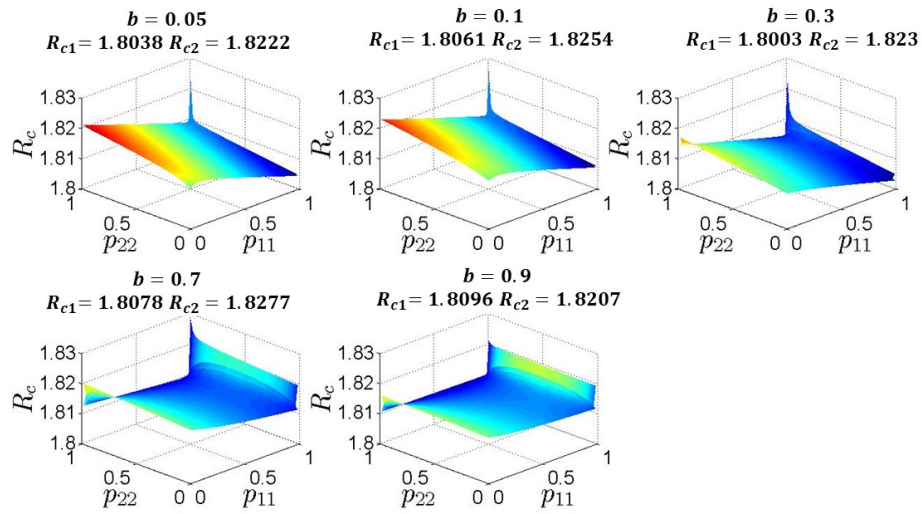 b = 0.05
R_c1 = 1.8038 R_c2 = 1.8222
1.83
1.82
1.81
1.8
R_c
1
0.5
0
p_22
0
0.5
1
p_11
b = 0.1
R_c1 = 1.8061 R_c2 = 1.8254
1.83
1.82
1.81
1.8
R_c
1
0.5
0
p_22
0
0.5
1
p_11
b = 0.3
R_c1 = 1.8003 R_c2 = 1.823
1.83
1.82
1.81
1.8
R_c
1
0.5
0
p_22
0
0.5
1
p_11
b = 0.7
R_c1 = 1.8078 R_c2 = 1.8277
1.83
1.82
1.81
1.8
R_c
1
0.5
0
p_22
0
0.5
1
p_11
b = 0.9
R_c1 = 1.8096 R_c2 = 1.8207
1.83
1.82
1.81
1.8
R_c
1
0.5
0
p_22
0
0.5
1
p_11